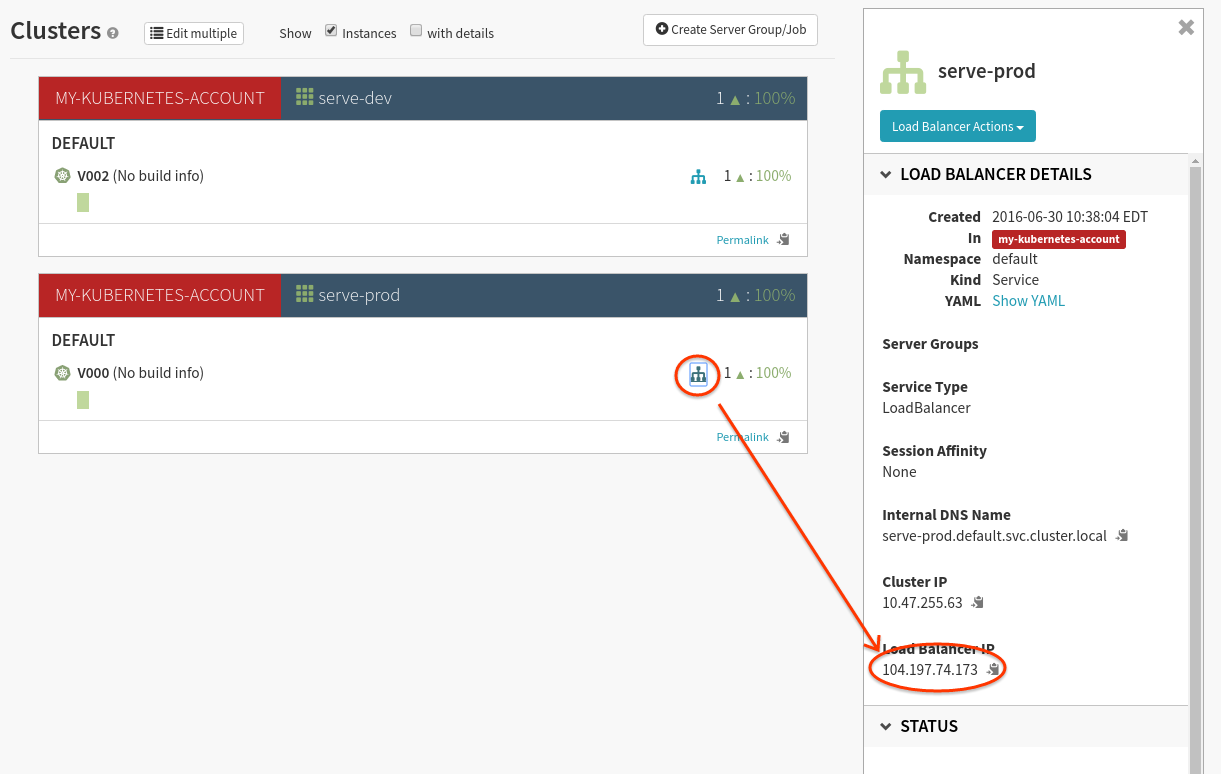 Clusters ?
Edit multiple
Show Instances with details
Create Server Group/Job
MY-KUBERNETES-ACCOUNT serve-dev 1 ▲ : 100%
DEFAULT
V002 (No build info) 1 ▲ : 100%
Permalink
MY-KUBERNETES-ACCOUNT serve-prod 1 ▲ : 100%
DEFAULT
V000 (No build info) 1 ▲ : 100%
Permalink
serve-prod
Load Balancer Actions
LOAD BALANCER DETAILS
Created 2016-06-30 10:38:04 EDT
In my-kubernetes-account
Namespace default
Kind Service
YAML Show YAML
Server Groups
Service Type
LoadBalancer
Session Affinity
None
Internal DNS Name
serve-prod.default.svc.cluster.local
Cluster IP
10.47.255.63
Load Balancer IP
104.197.74.173
STATUS